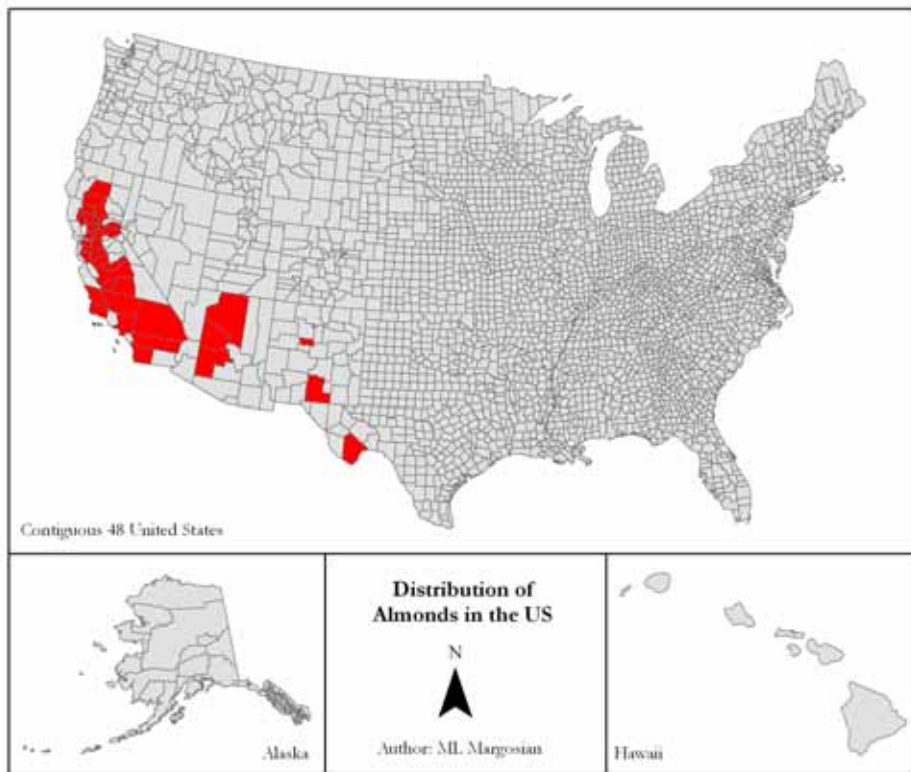 Contiguous 48 United States
Distribution of
Almonds in the US
N
Author: ML Margosian
Alaska
Hawaii